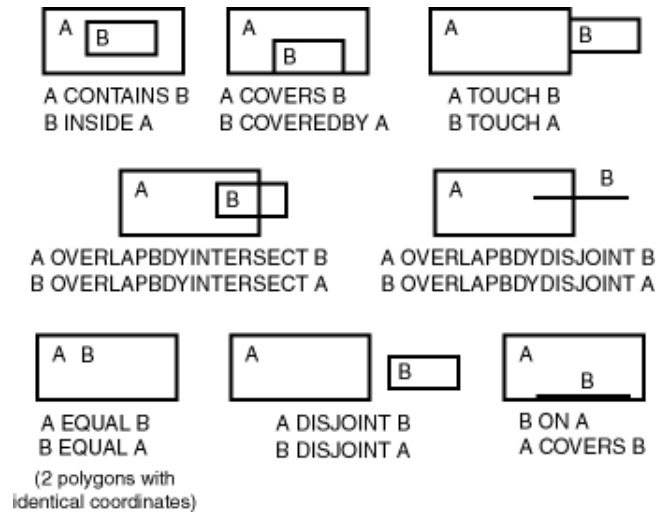 A
B
A CONTAINS B
B INSIDE A
A
B
A COVERS B
B COVEREDBY A
A
B
A TOUCH B
B TOUCH A
A
B
A OVERLAPBDYINTERSECT B
B OVERLAPBDYINTERSECT A
A
B
A OVERLAPBDYDISJOINT B
B OVERLAPBDYDISJOINT A
A B
A EQUAL B
B EQUAL A
(2 polygons with
identical coordinates)
A
B
A DISJOINT B
B DISJOINT A
A
B
B ON A
A COVERS B